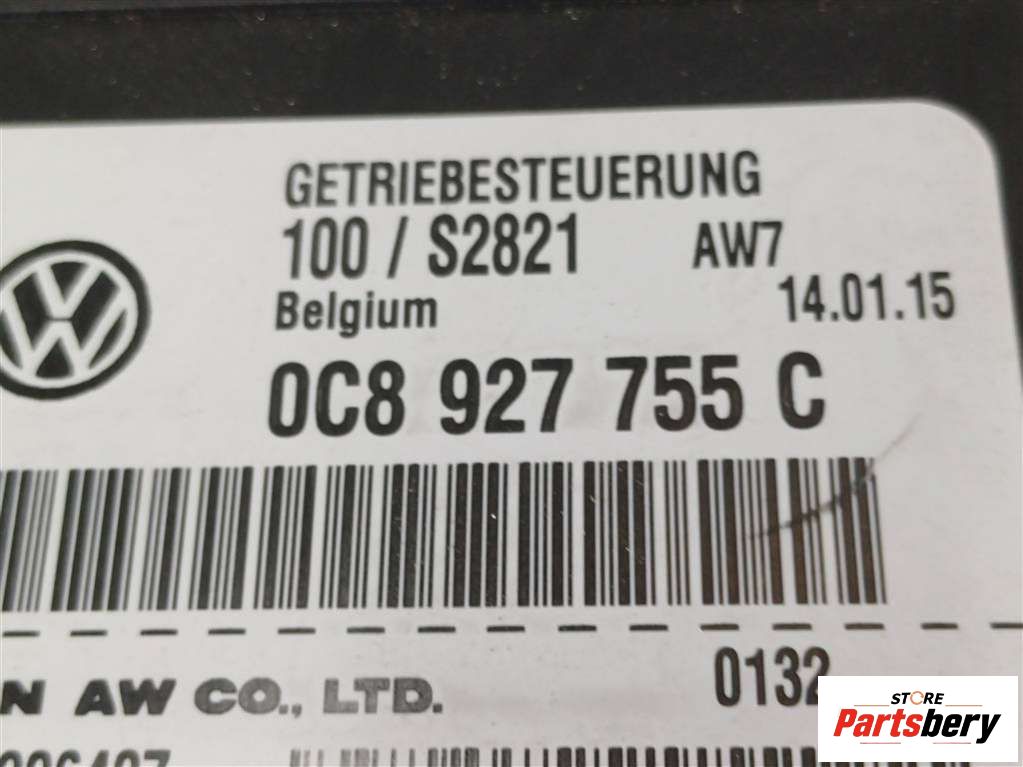 GETRIEBESTEUERUNG
100 / S2821 AW7
Belgium 14.01.15
0C8 927 755 C
N AW CO., LTD. 0132
STORE
Partsbery